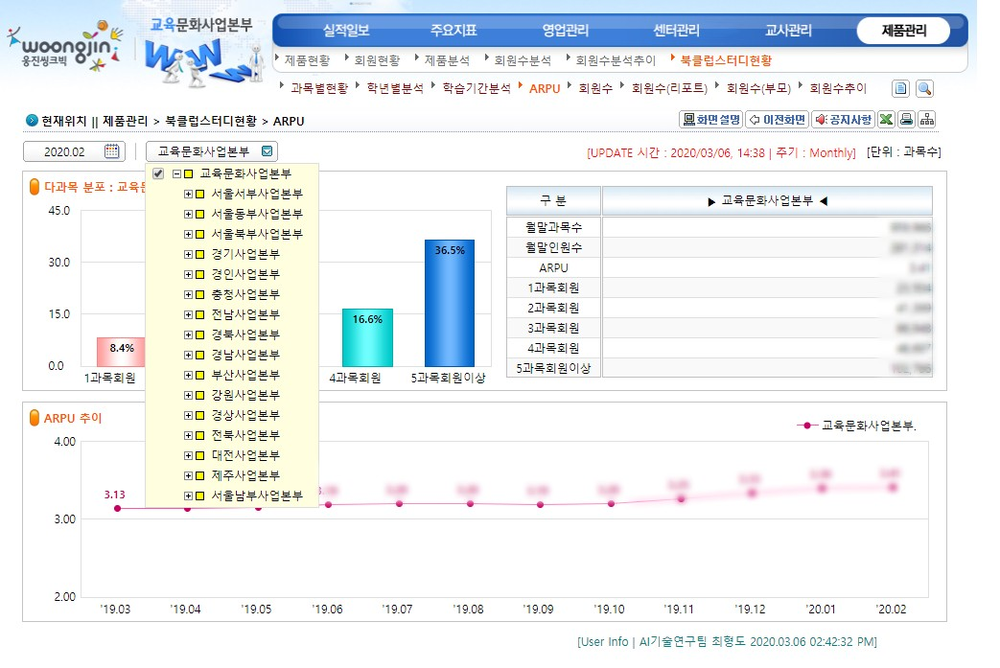 woongjin
웅진씽크빅
교육문화사업본부
WOW
실적일보 주요지표 영업관리 센터관리 교사관리 제품관리
제품현황 회원현황 제품분석 회원수분석 회원수분석추이 북클럽스터디현황
과목별현황 학년별분석 학습기간분석 ARPU 회원수 회원수(리포트) 회원수(부모) 회원수추이
현재위치 || 제품관리 > 북클럽스터디현황 > ARPU
화면설명 이전화면 공지사항
2020.02 교육문화사업본부
[UPDATE 시간 : 2020/03/06, 14:38 | 주기 : Monthly] [단위 : 과목수]
교육문화사업본부
서울서부사업본부
서울동부사업본부
서울북부사업본부
경기사업본부
경인사업본부
충청사업본부
전남사업본부
경북사업본부
경남사업본부
부산사업본부
강원사업본부
경상사업본부
전북사업본부
대전사업본부
제주사업본부
서울남부사업본부
다과목 분포 : 교육
45.0
30.0
15.0
0.0
8.4%
16.6%
36.5%
1과목회원 4과목회원 5과목회원이상
구 분 ▶ 교육문화사업본부 ◀
월말과목수
월말인원수
ARPU
1과목회원
2과목회원
3과목회원
4과목회원
5과목회원이상
ARPU 추이
교육문화사업본부.
4.00
3.00
2.00
3.13
'19.03 '19.04 '19.05 '19.06 '19.07 '19.08 '19.09 '19.10 '19.11 '19.12 '20.01 '20.02
[User Info | AI기술연구팀 최형도 2020.03.06 02:42:32 PM]